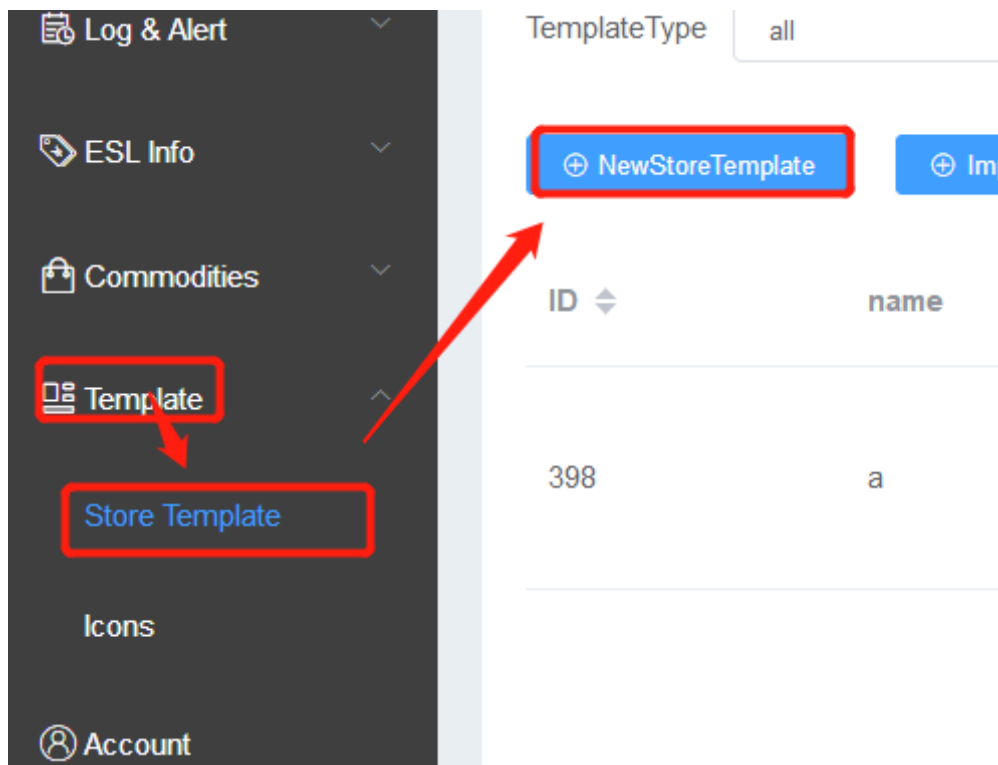 Log & Alert
ESL Info
Commodities
Template
Store Template
Icons
Account
TemplateType all
NewStoreTemplate
ID name
398 a